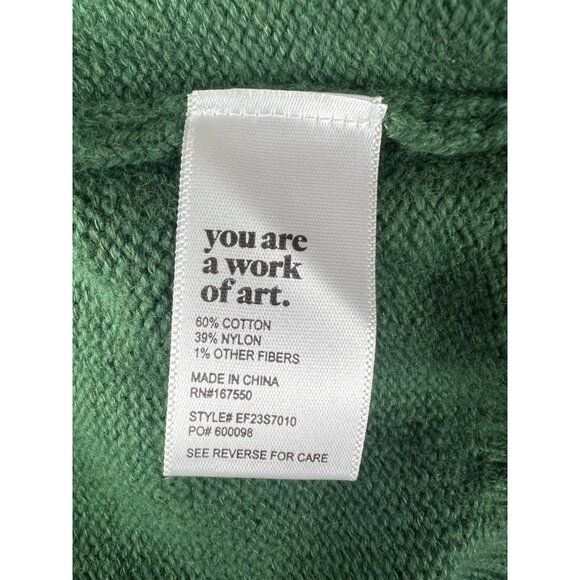 you are
a work
of art.
60% COTTON
39% NYLON
1% OTHER FIBERS
MADE IN CHINA
RN#167550
STYLE# EF23S7010
PO# 600098
SEE REVERSE FOR CARE